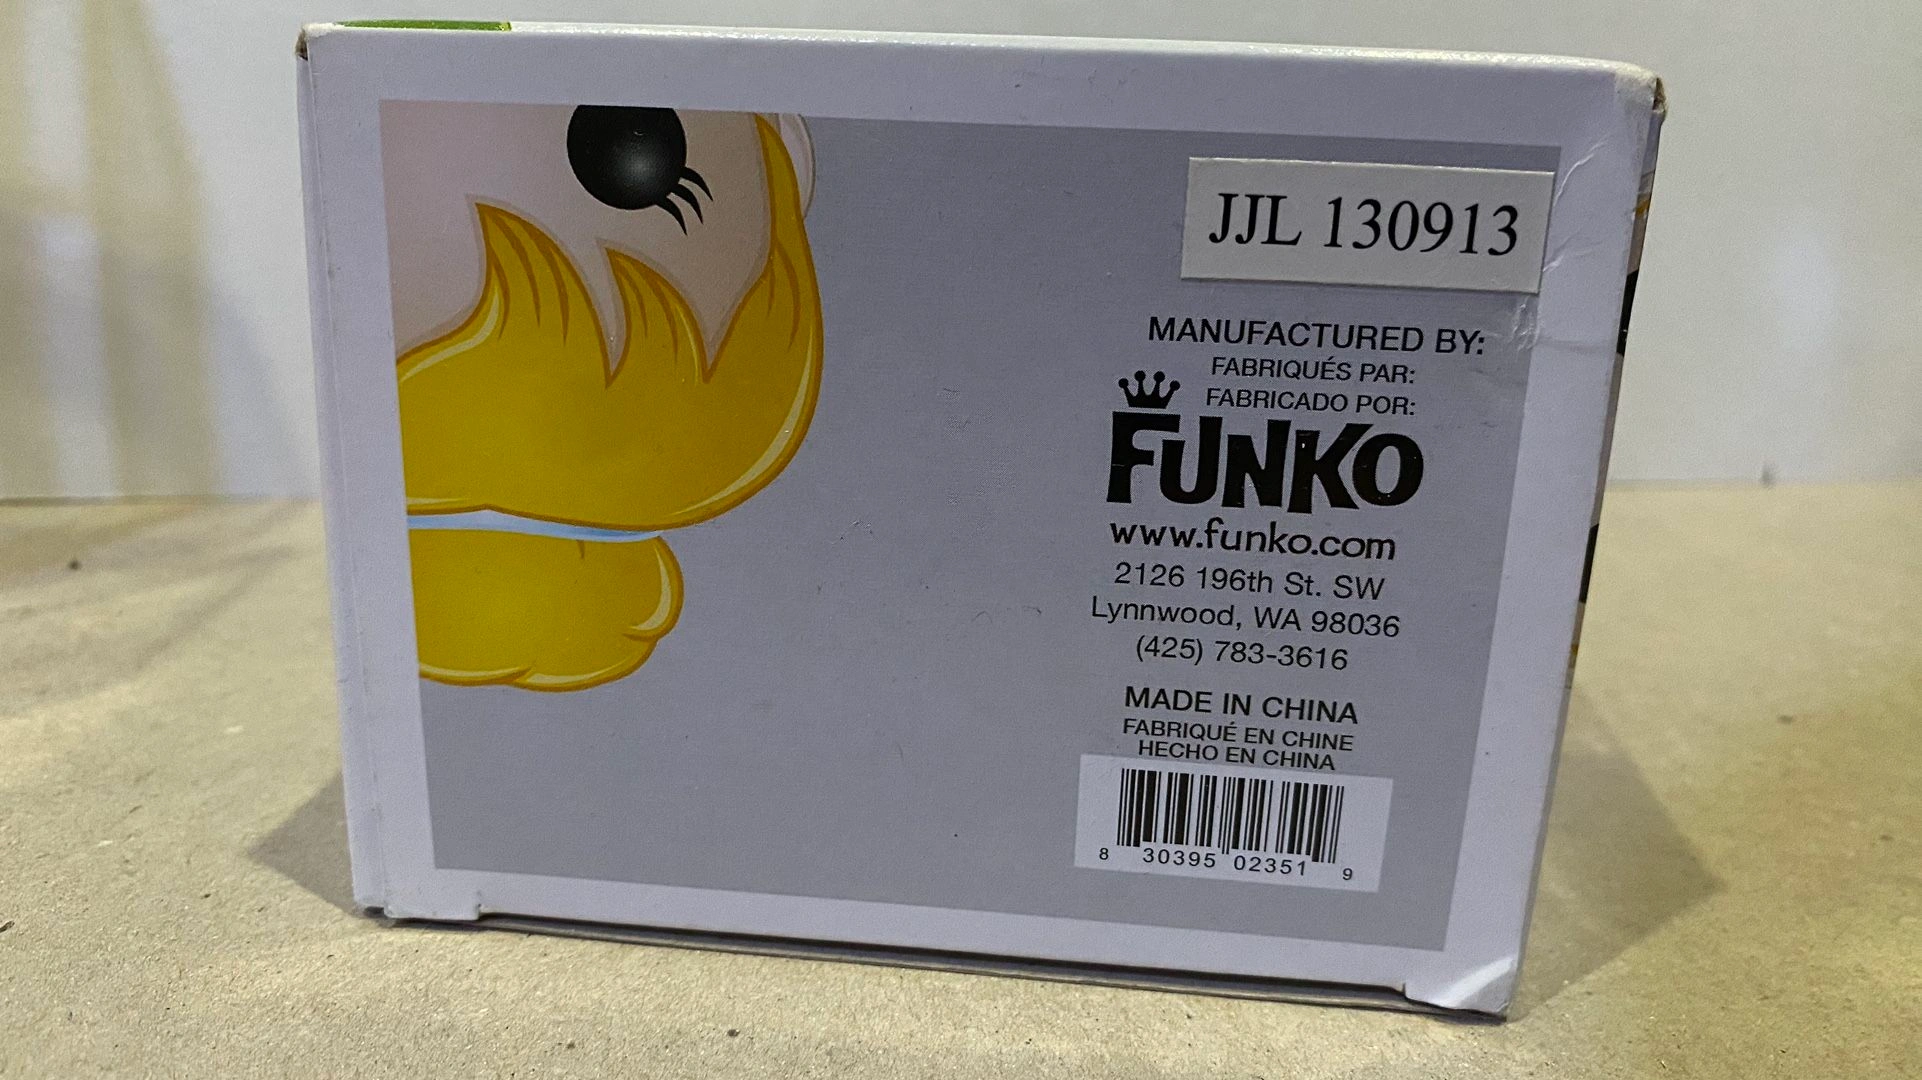 JJL 130913
MANUFACTURED BY:
FABRIQUÉS PAR:
FABRICADO POR:
FUNKO
www.funko.com
2126 196th St. SW
Lynnwood, WA 98036
(425) 783-3616
MADE IN CHINA
FABRIQUÉ EN CHINE
HECHO EN CHINA
8 30395 02351 9